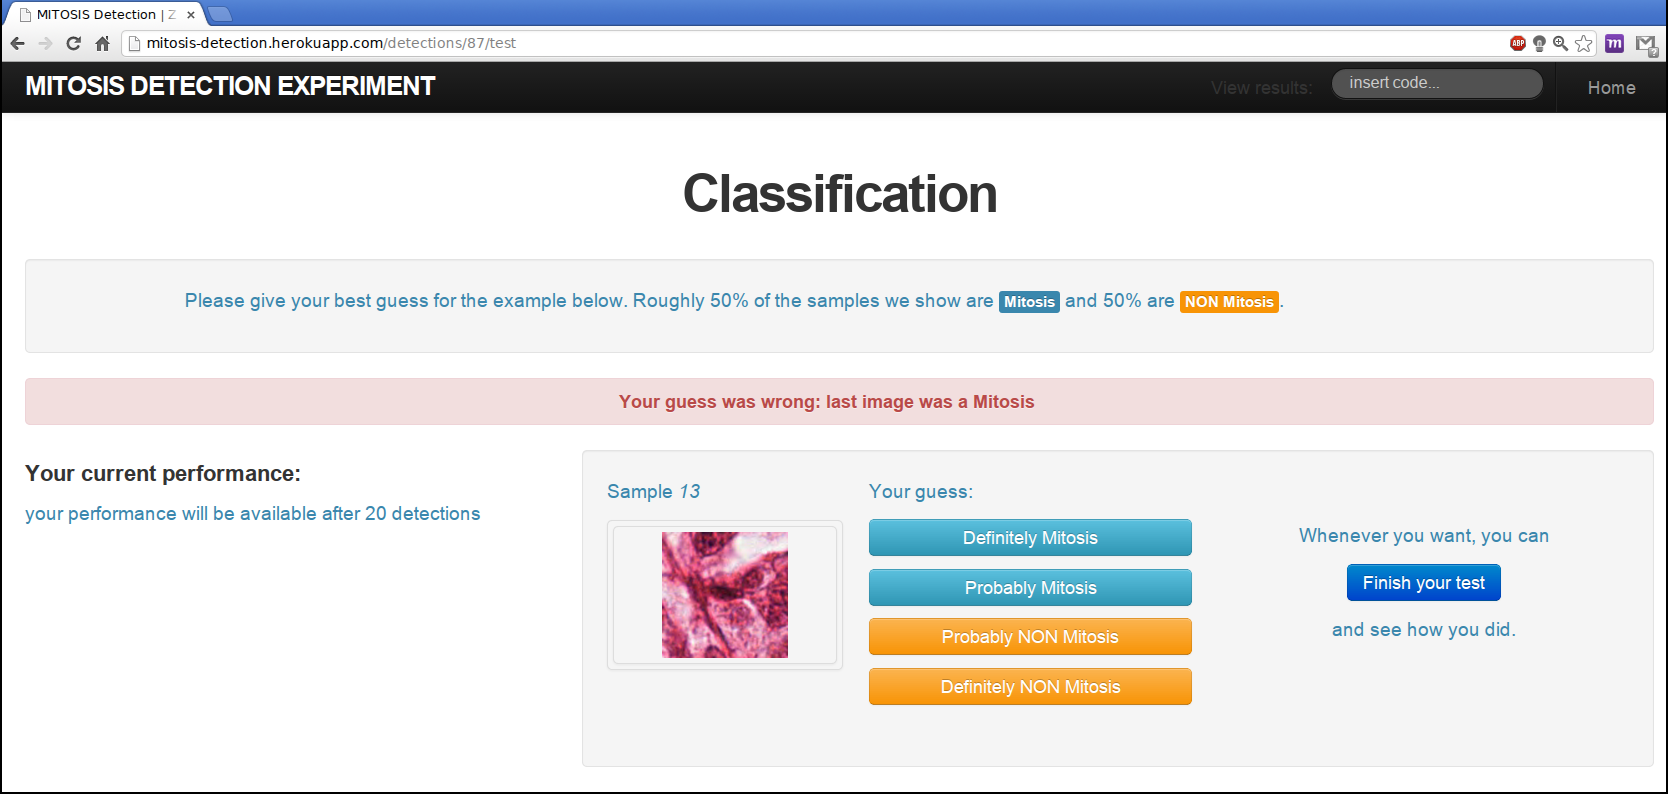 MITOSIS Detection | Z
mitosis-detection.herokuapp.com/detections/87/test
ABP
m
MITOSIS DETECTION EXPERIMENT
View results:
insert code...
Home
Classification
Please give your best guess for the example below. Roughly 50% of the samples we show are Mitosis and 50% are NON Mitosis.
Your guess was wrong: last image was a Mitosis
Your current performance:
your performance will be available after 20 detections
Sample 13
Your guess:
Definitely Mitosis
Probably Mitosis
Probably NON Mitosis
Definitely NON Mitosis
Whenever you want, you can
Finish your test
and see how you did.